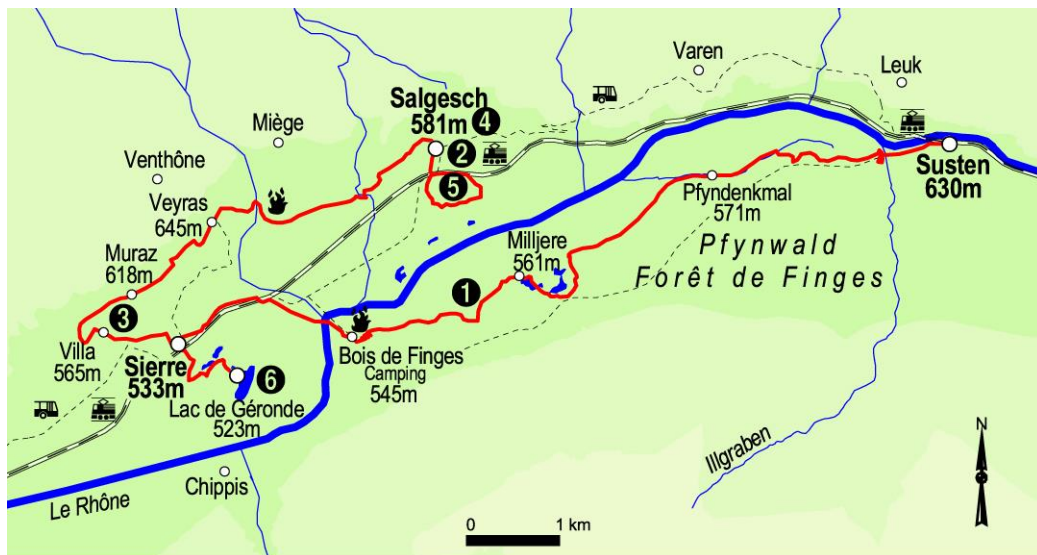 Varen
Leuk
Salgesch
581m
4
Miège
2
Susten
630m
Venthône
5
Pfyndenkmal
571m
Veyras
645m
Milljere
561m
Pfynwald
Forêt de Finges
Muraz
618m
1
3
Villa
565m
Sierre
533m
Bois de Finges
Camping
545m
6
Lac de Géronde
523m
Illgraben
N
Chippis
Le Rhône
0
1 km